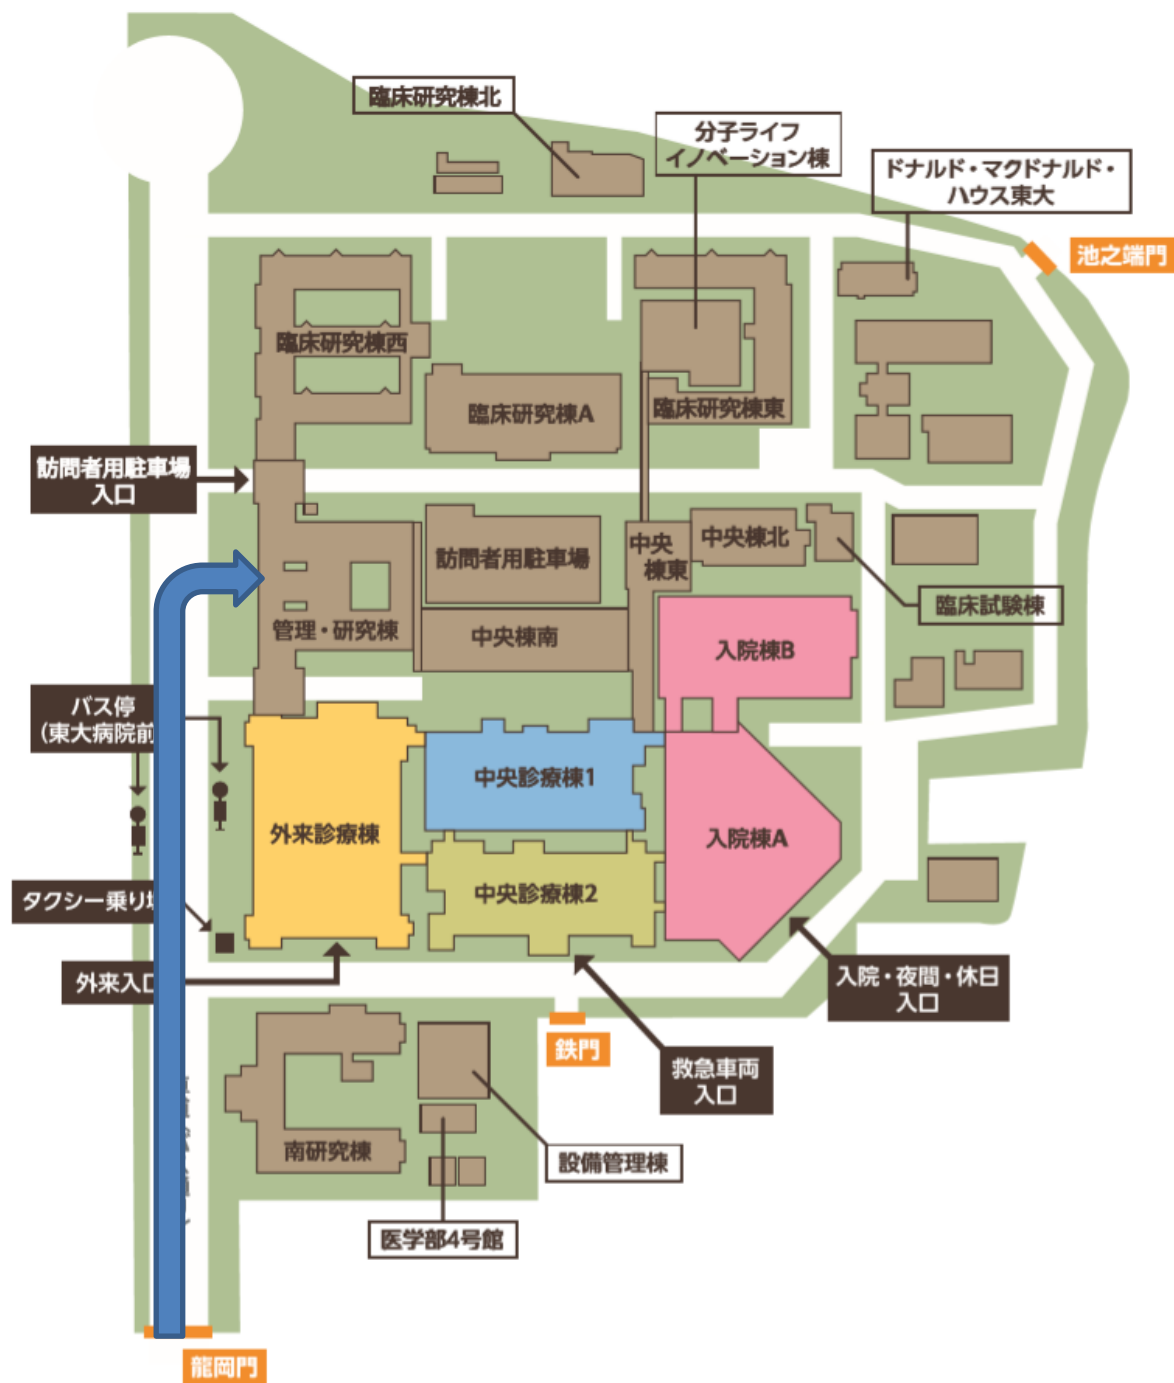 臨床研究棟北
分子ライフ
イノベーション棟
ドナルド・マクドナルド・
ハウス東大
池之端門
臨床研究棟西
臨床研究棟A
臨床研究棟東
訪問者用駐車場
入口
訪問者用駐車場
中央
棟東
中央棟北
臨床試験棟
管理・研究棟
中央棟南
入院棟B
バス停
(東大病院前
中央診療棟1
外来診療棟
入院棟A
タクシー乗り
中央診療棟2
外来入口
入院・夜間・休日
入口
鉄門
救急車両
入口
南研究棟
設備管理棟
医学部4号館
龍岡門